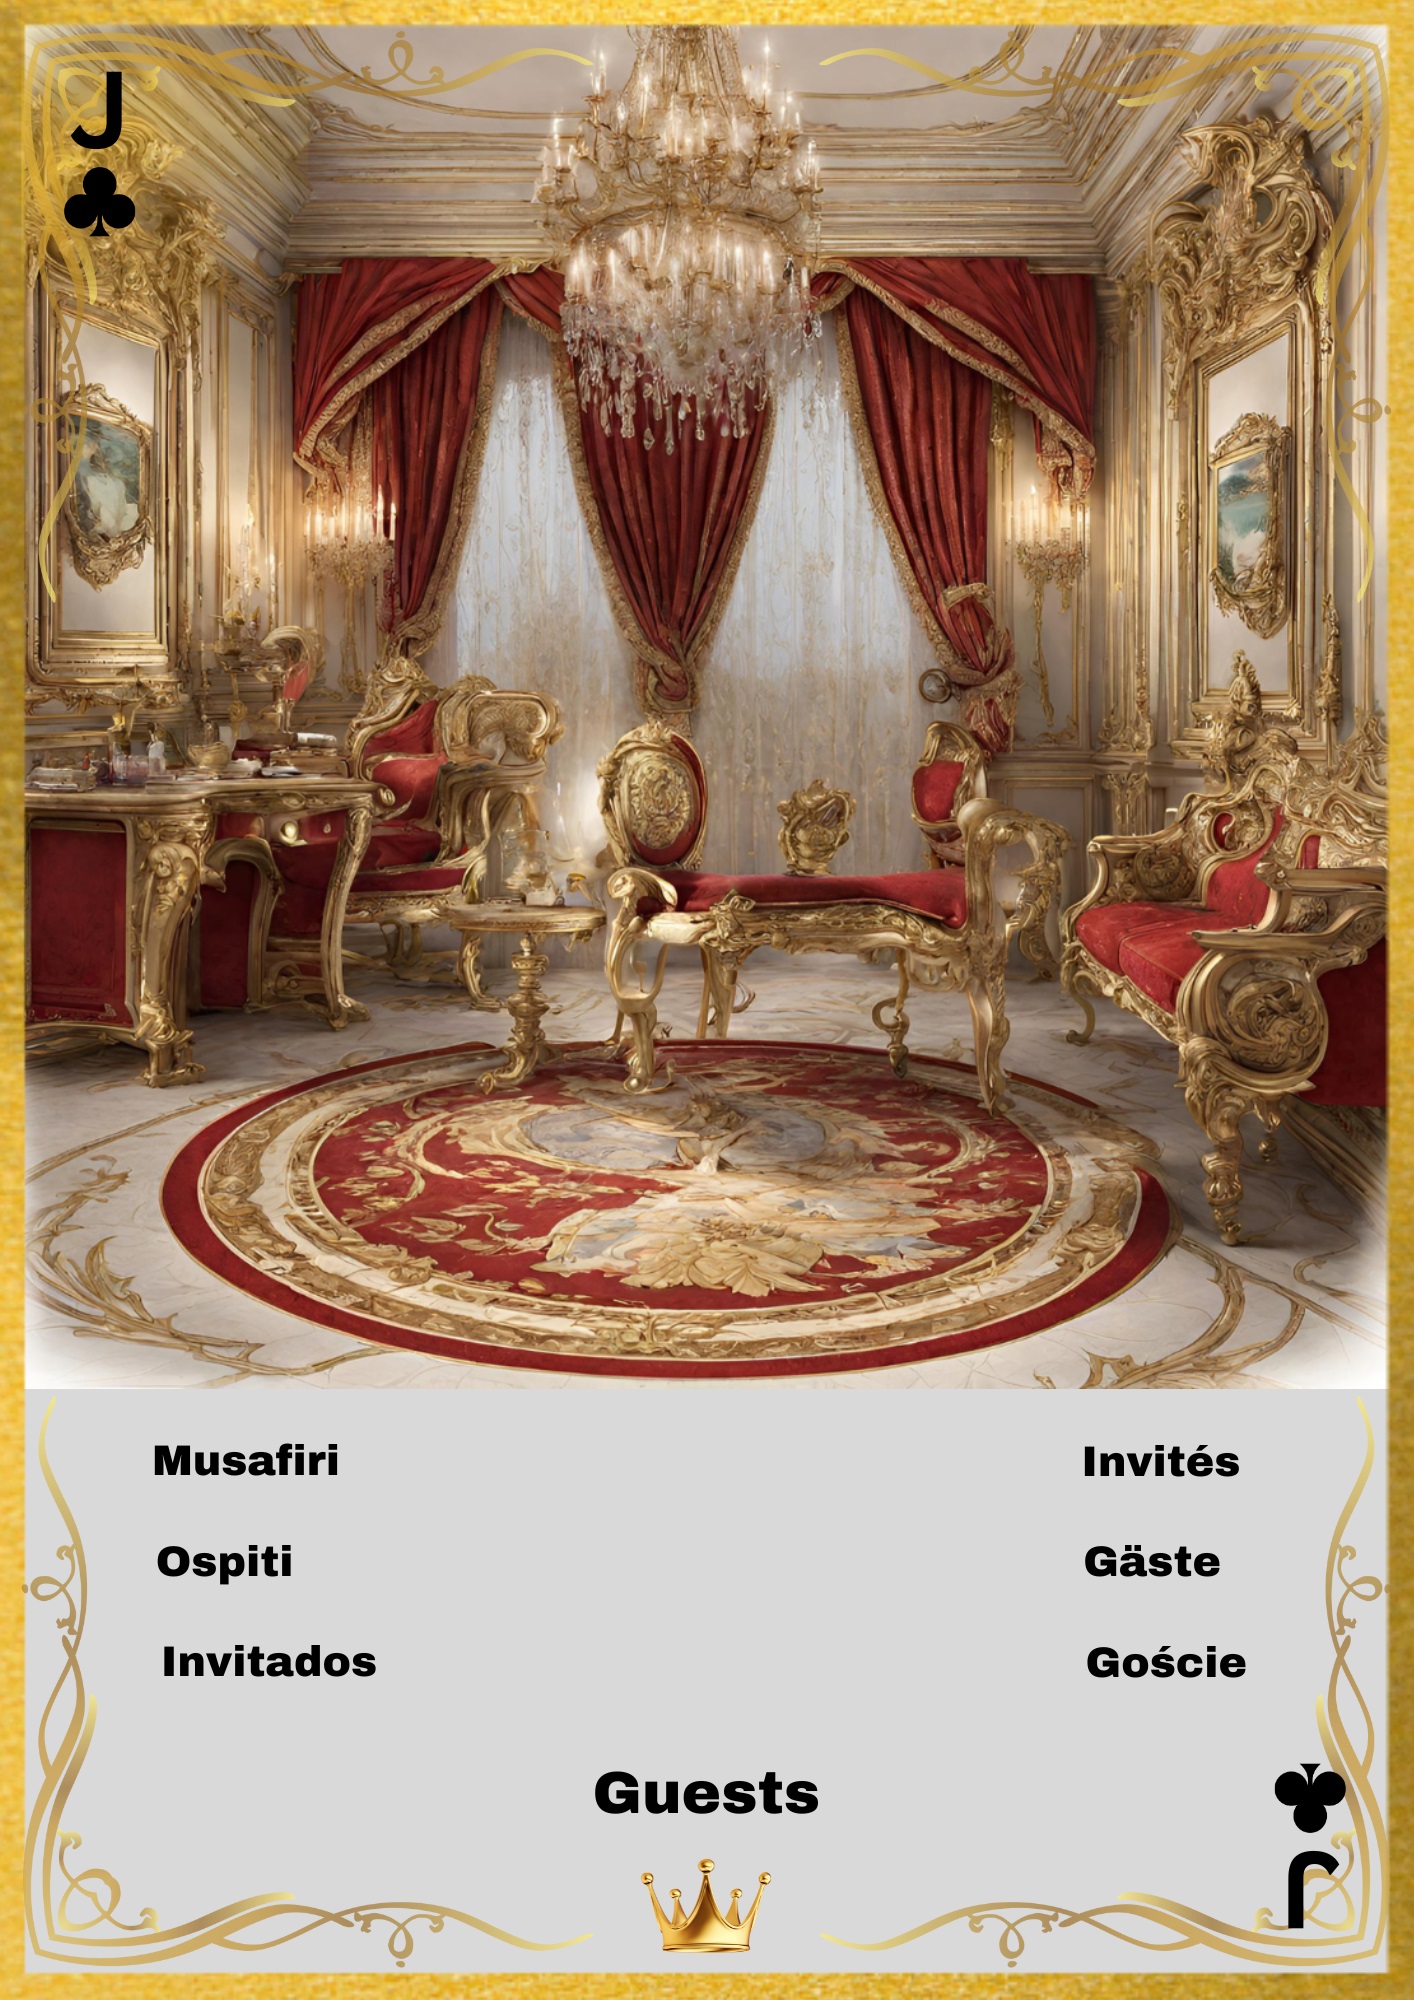 J
♣
Musafiri
Invités
Ospiti
Gäste
Invitados
Goście
Guests
♣
J